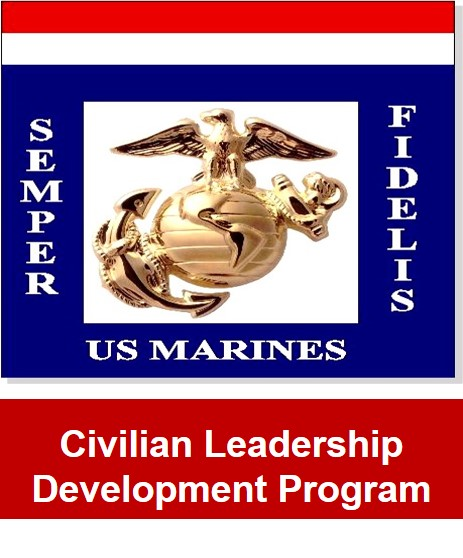 SEMPER
FIDELIS
US MARINES
Civilian Leadership
Development Program